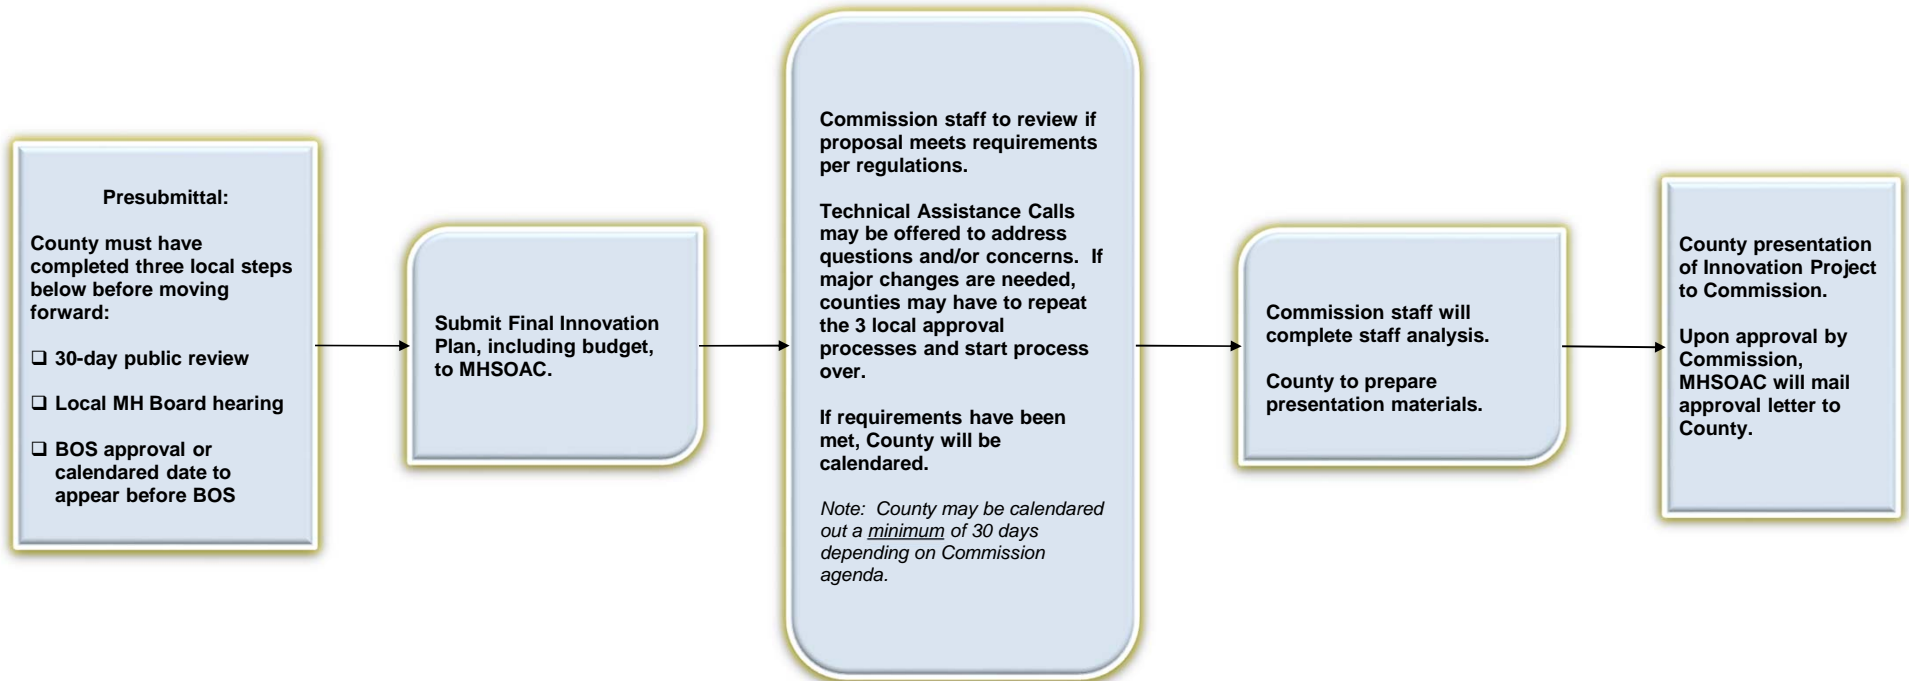 Presubmittal:
County must have
completed three local steps
below before moving
forward:
❑ 30-day public review
❑ Local MH Board hearing
❑ BOS approval or
calendared date to
appear before BOS
Submit Final Innovation
Plan, including budget,
to MHSOAC.
Commission staff to review if
proposal meets requirements
per regulations.
Technical Assistance Calls
may be offered to address
questions and/or concerns.  If
major changes are needed,
counties may have to repeat
the 3 local approval
processes and start process
over.
If requirements have been
met, County will be
calendared.
Note:  County may be calendared
out a minimum of 30 days
depending on Commission
agenda.
Commission staff will
complete staff analysis.
County to prepare
presentation materials.
County presentation
of Innovation Project
to Commission.
Upon approval by
Commission,
MHSOAC will mail
approval letter to
County.